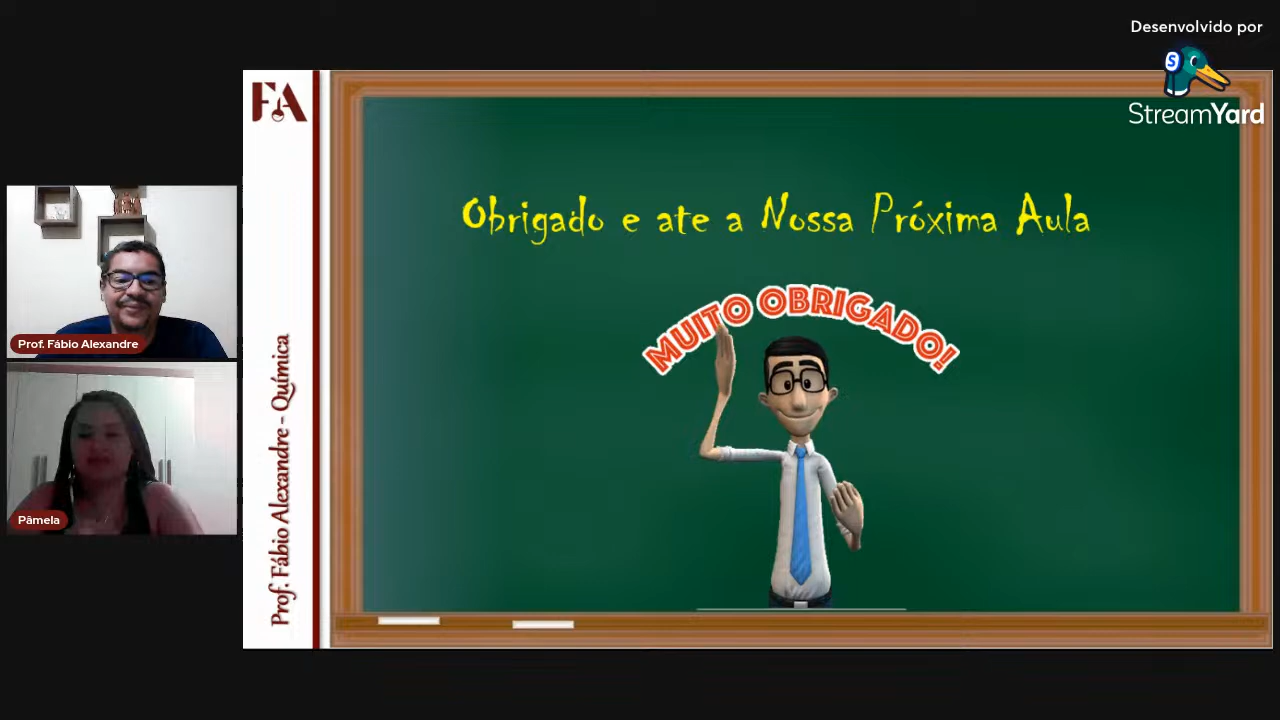 Desenvolvido por
StreamYard
FA
Obrigado e ate a Nossa Próxima Aula
MUITO OBRIGADO!
Prof. Fábio Alexandre
Pâmela
Prof. Fábio Alexandre - Química